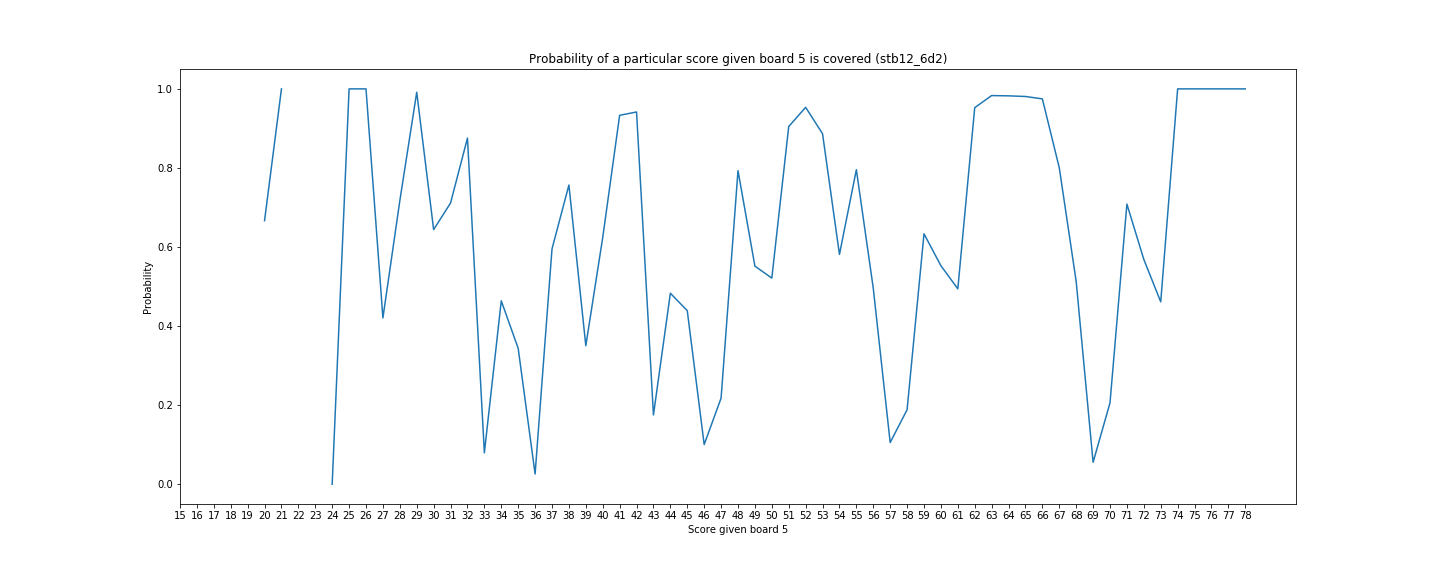 Probability of a particular score given board 5 is covered (stb12_6d2)
1.0
0.8
0.6
0.4
0.2
0.0
Probability
15 16 17 18 19 20 21 22 23 24 25 26 27 28 29 30 31 32 33 34 35 36 37 38 39 40 41 42 43 44 45 46 47 48 49 50 51 52 53 54 55 56 57 58 59 60 61 62 63 64 65 66 67 68 69 70 71 72 73 74 75 76 77 78
Score given board 5